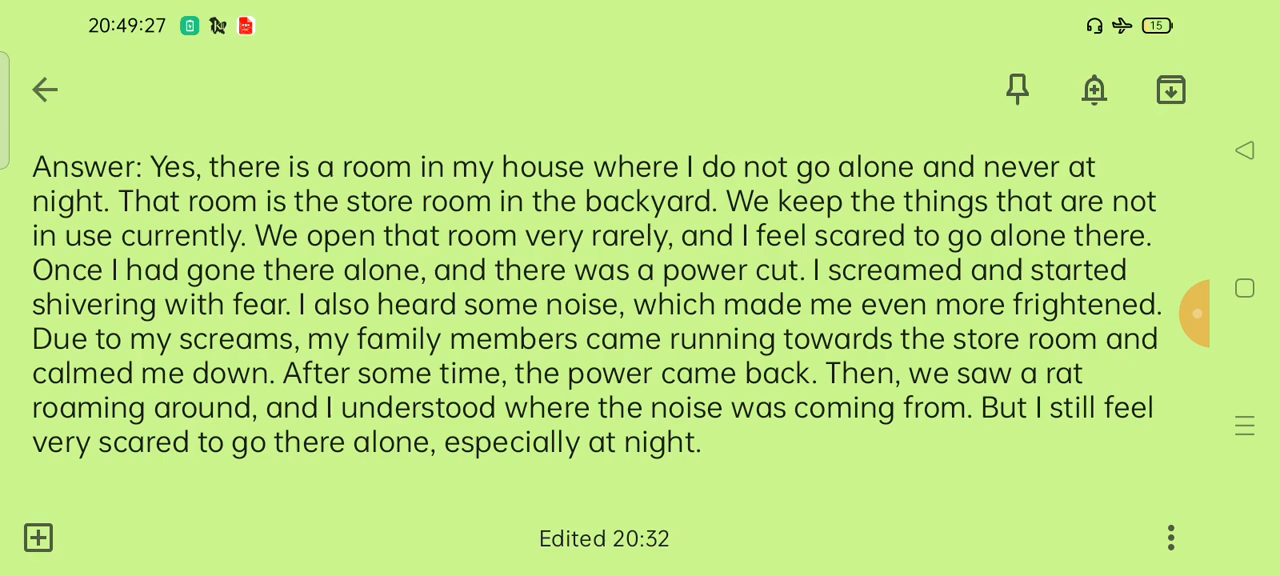 20:49:27
15
Answer: Yes, there is a room in my house where I do not go alone and never at
night. That room is the store room in the backyard. We keep the things that are not
in use currently. We open that room very rarely, and I feel scared to go alone there.
Once I had gone there alone, and there was a power cut. I screamed and started
shivering with fear. I also heard some noise, which made me even more frightened.
Due to my screams, my family members came running towards the store room and
calmed me down. After some time, the power came back. Then, we saw a rat
roaming around, and I understood where the noise was coming from. But I still feel
very scared to go there alone, especially at night.
Edited 20:32